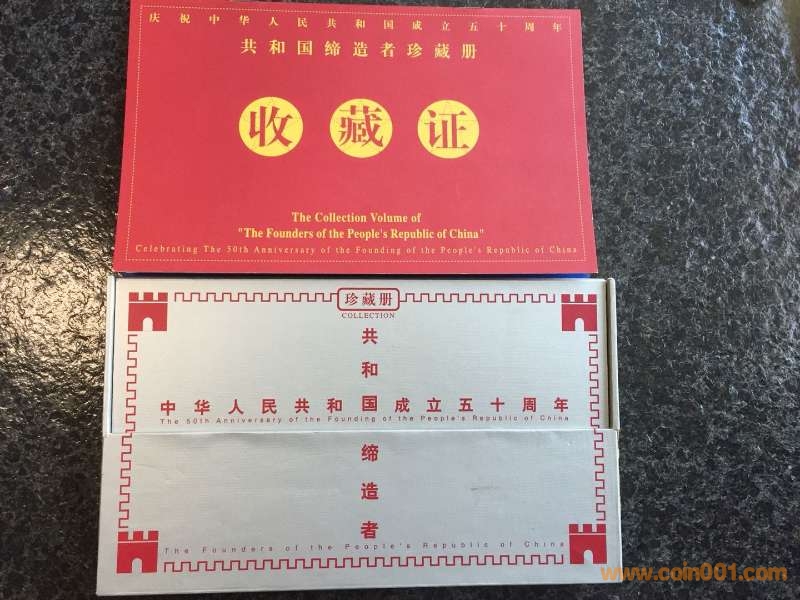 庆祝中华人民共和国成立五十周年
共和国缔造者珍藏册
收藏证
The Collection Volume of
"The Founders of the People's Republic of China"
Celebrating The 50th Anniversary of the Founding of the People's Republic of China
珍藏册
COLLECTION
共
和
中华人民共和国成立五十周年
The 50th Anniversary of the Founding of the People's Republic of China
缔
造
者
The Founders of the People's Republic of China
www.coin001.com